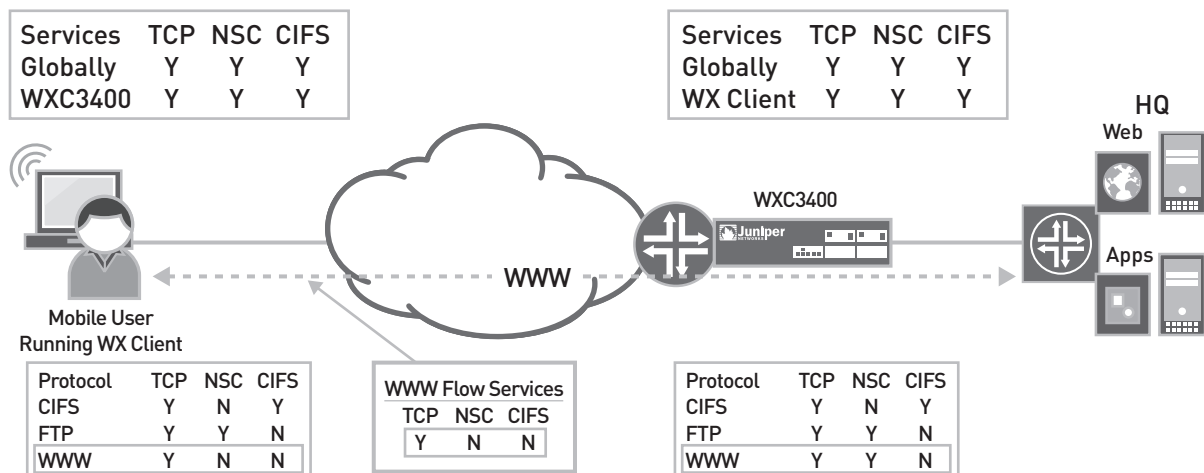 Services TCP NSC CIFS
Globally Y Y Y
WXC3400 Y Y Y
Services TCP NSC CIFS
Globally Y Y Y
WX Client Y Y Y
HQ
Web
WXC3400
Juniper
NETWORKS
WWW
Apps
Mobile User
Running WX Client
Protocol TCP NSC CIFS
CIFS Y N Y
FTP Y Y N
WWW Y N N
WWW Flow Services
TCP NSC CIFS
Y N N
Protocol TCP NSC CIFS
CIFS Y N Y
FTP Y Y N
WWW Y Y N